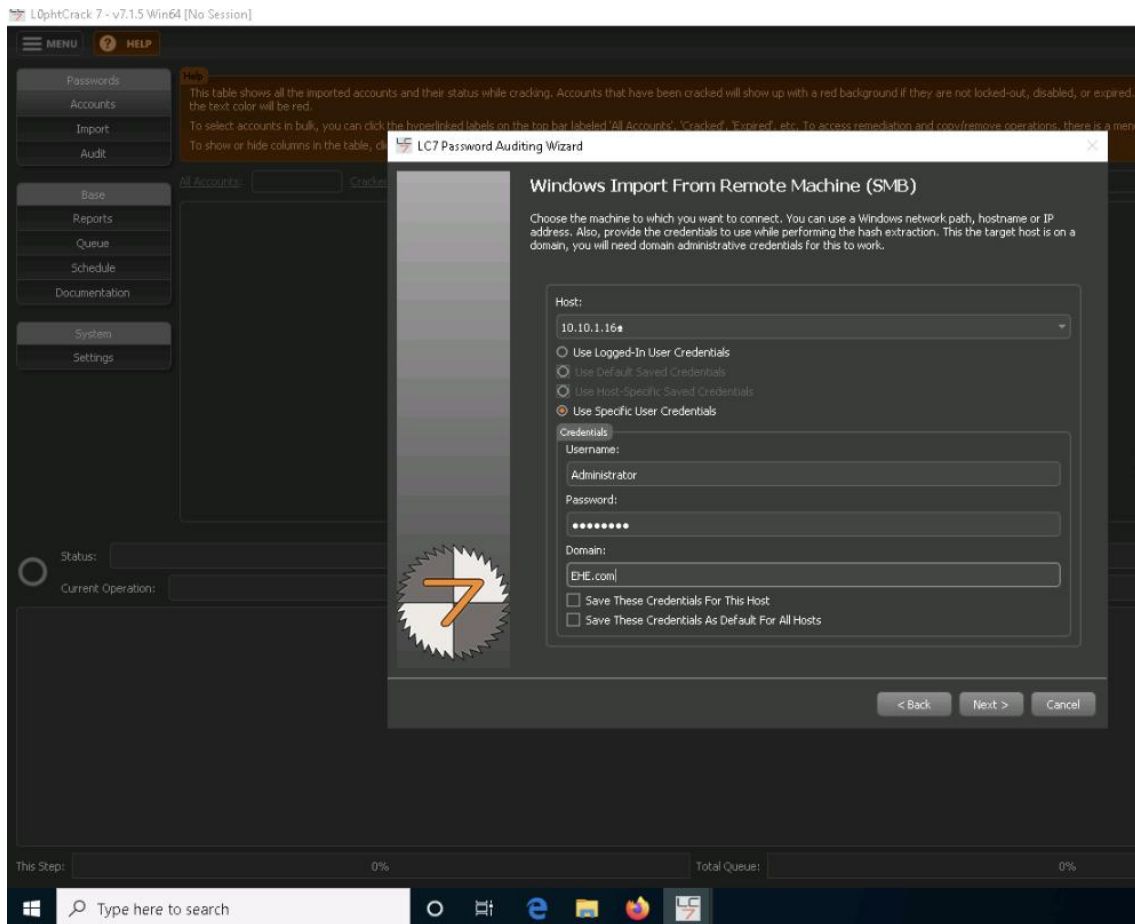 L0phtCrack 7 - v7.1.5 Win64 [No Session]
MENU
? HELP
Passwords
Accounts
Import
Audit
Base
Reports
Queue
Schedule
Documentation
System
Settings
Help
This table shows all the imported accounts and their status while cracking. Accounts that have been cracked will show up with a red background if they are not locked-out, disabled, or expired.
the text color will be red.
To select accounts in bulk, you can click the hyperlinked labels on the top bar labeled 'All Accounts', 'Cracked', 'Expired', etc. To access remediation and copy/remove operations, there is a men
To show or hide columns in the table, cli
All Accounts:
Cracked
LC7 Password Auditing Wizard
Windows Import From Remote Machine (SMB)
Choose the machine to which you want to connect. You can use a Windows network path, hostname or IP
address. Also, provide the credentials to use while performing the hash extraction. This the target host is on a
domain, you will need domain administrative credentials for this to work.
Host:
Use Logged-In User Credentials
Use Default Saved Credentials
Use Host-Specific Saved Credentials
Use Specific User Credentials
Credentials
Username:
Administrator
Password:
●●●●●●●●
Domain:
EHE.com
Save These Credentials For This Host
Save These Credentials As Default For All Hosts
7
< Back
Next >
Cancel
Status:
Current Operation:
This Step:
0%
Total Queue:
0%
Type here to search